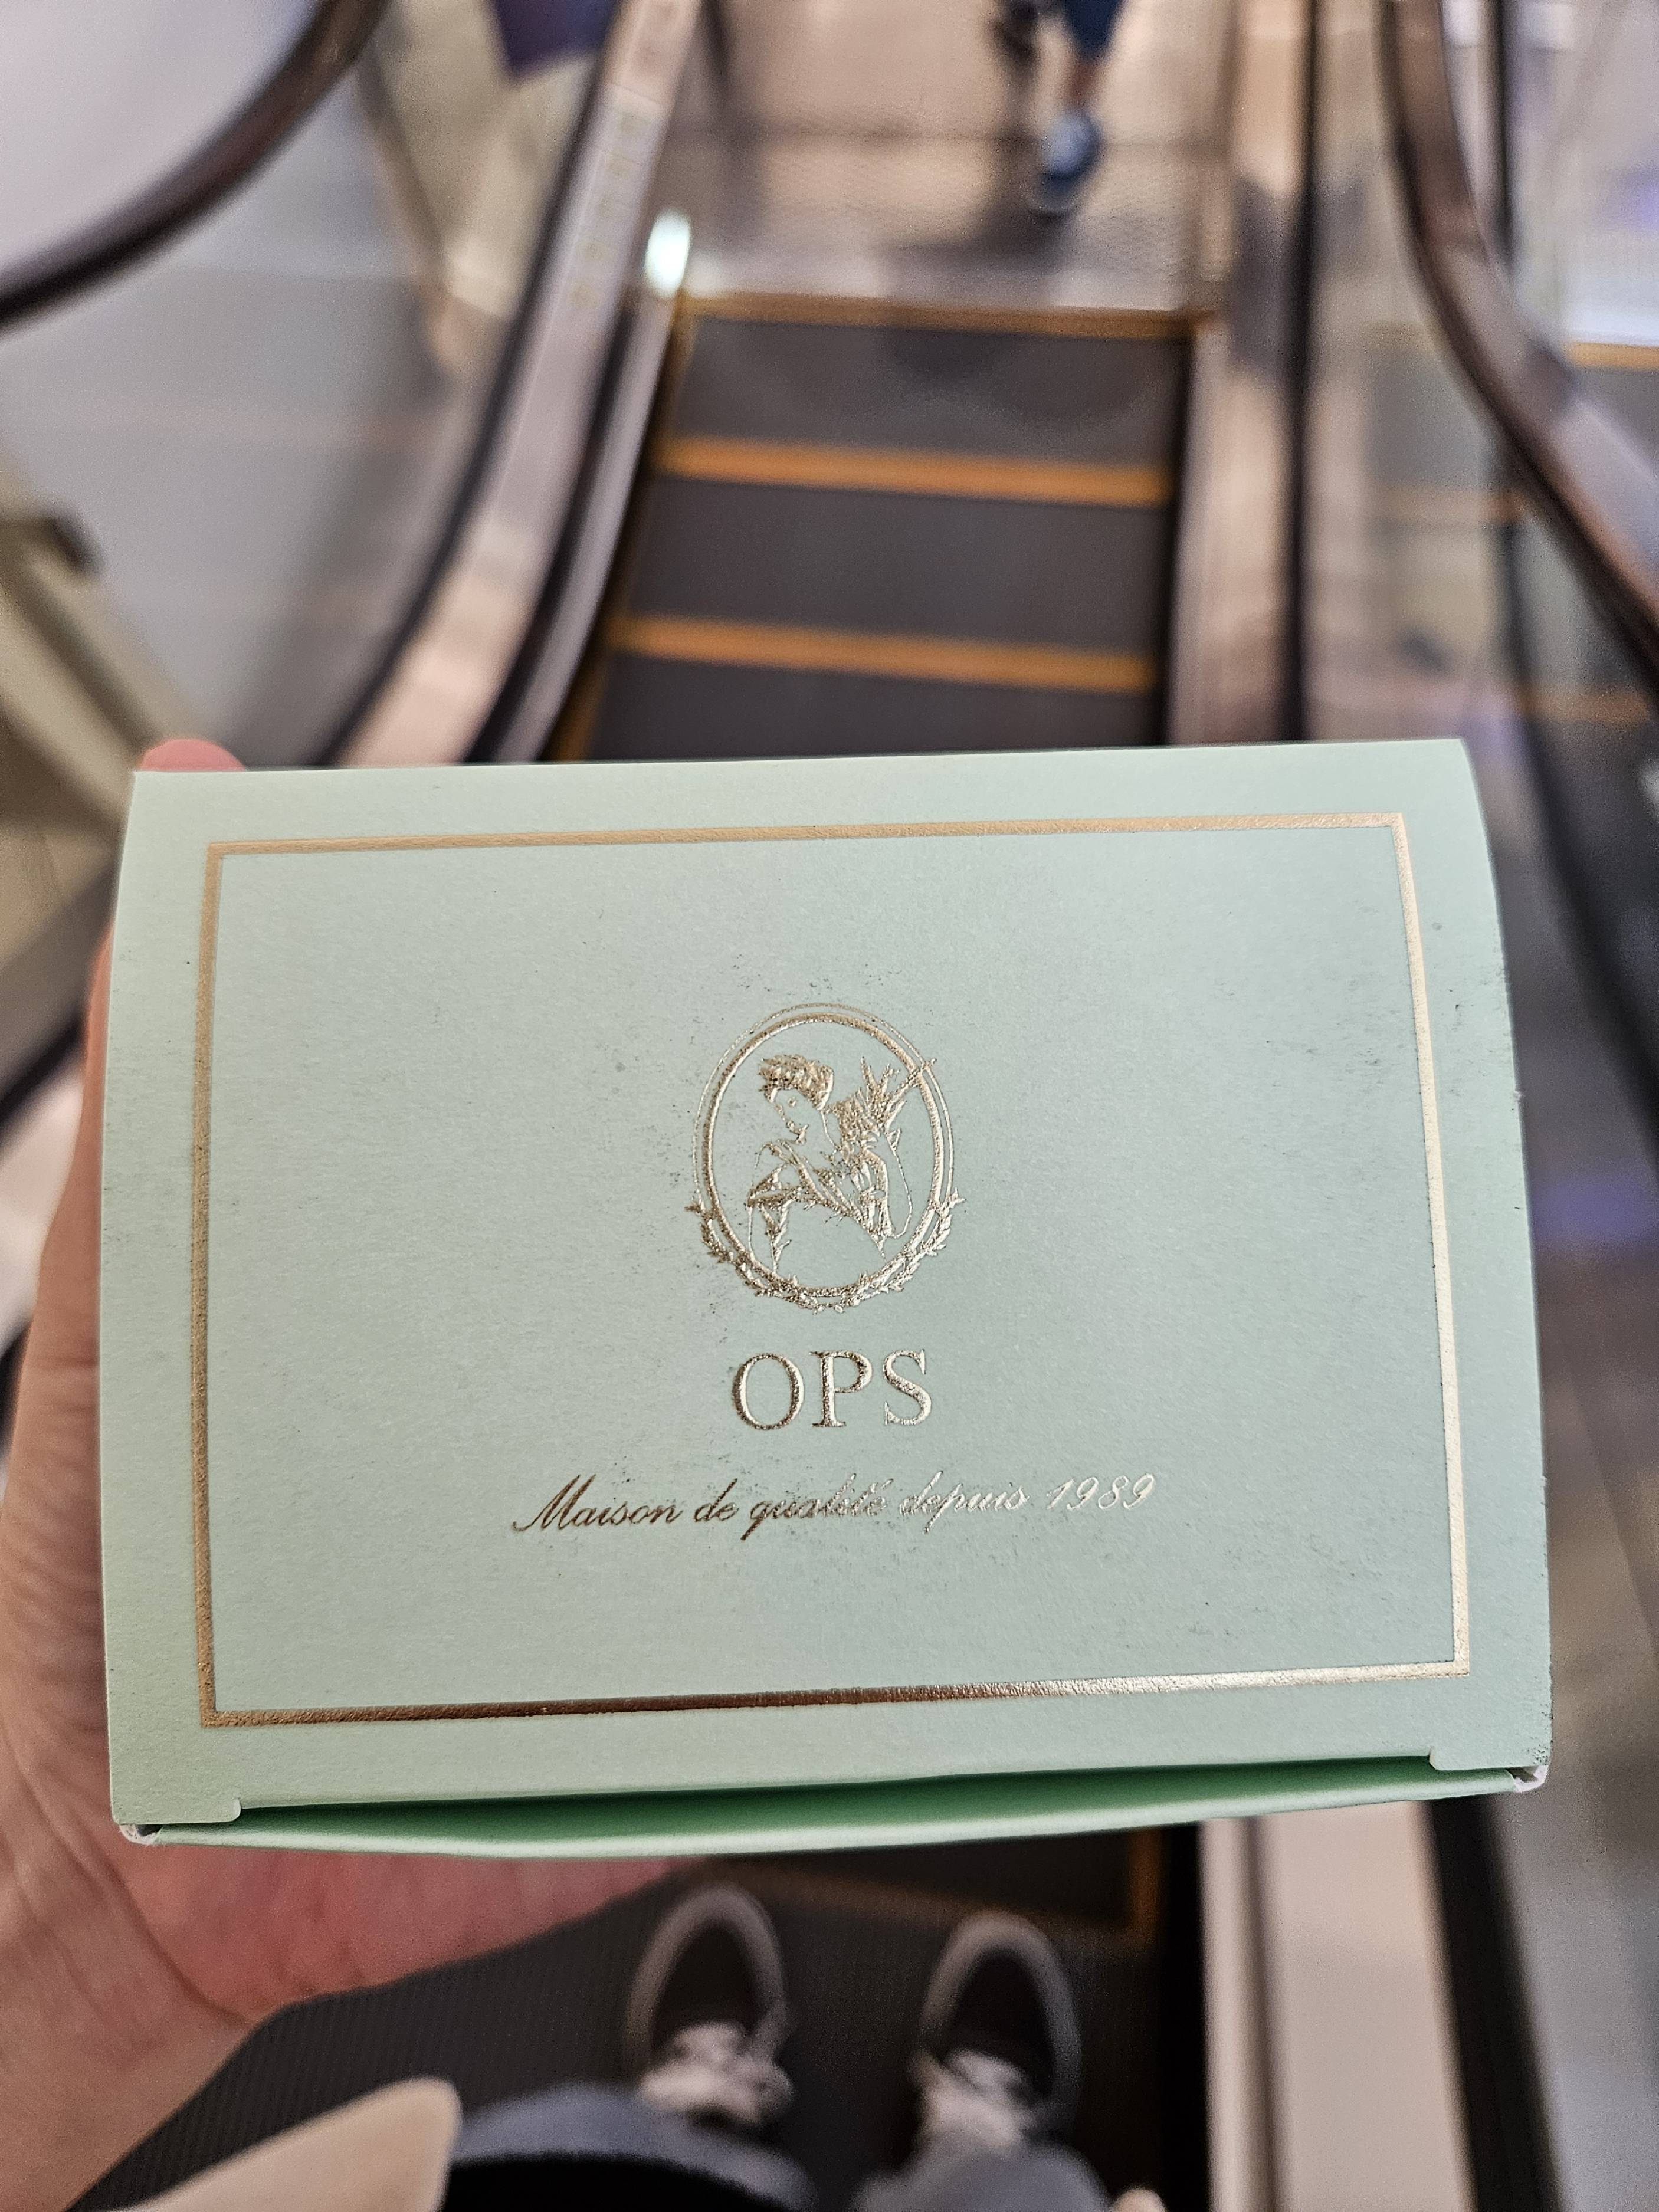 OPS
Maison de qualité depuis 1989